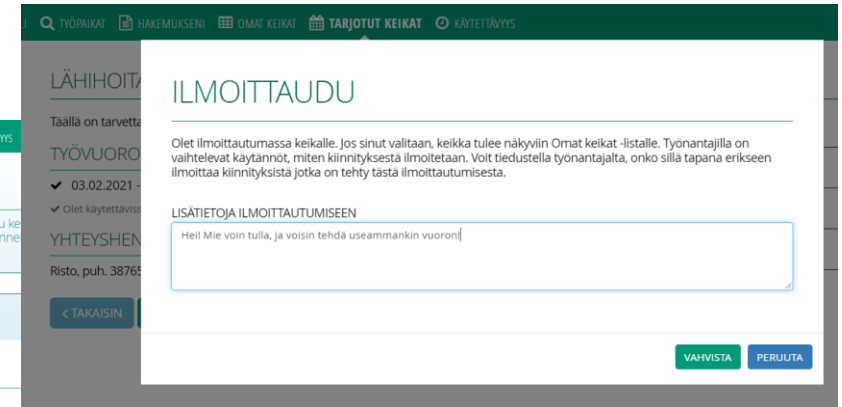 TYÖPAIKAT HAKEMUKSENI OMAT KEIKAT TARJOTUT KEIKAT KÄYTETTÄVYYS
ILMOITTAUDU
Olet ilmoittautumassa keikalle. Jos sinut valitaan, keikka tulee näkyviin Omat keikat -listalle. Työnantajilla on
vaihtelevat käytännöt, miten kiinnityksestä ilmoitetaan. Voit tiedustella työnantajalta, onko sillä tapana erikseen
ilmoittaa kiinnityksistä jotka on tehty tästä ilmoittautumisesta.
LISÄTIETOJA ILMOITTAUTUMISEEN
Hei! Mie voin tulla, ja voisin tehdä useammankin vuoron!
VAHVISTA PERUUTA
LÄHIHOITA
Täällä on tarvetta
TYÖVUORO
03.02.2021 -
Olet käytettäviss
YHTEYSHEN
Risto, puh. 38765
< TAKAISIN